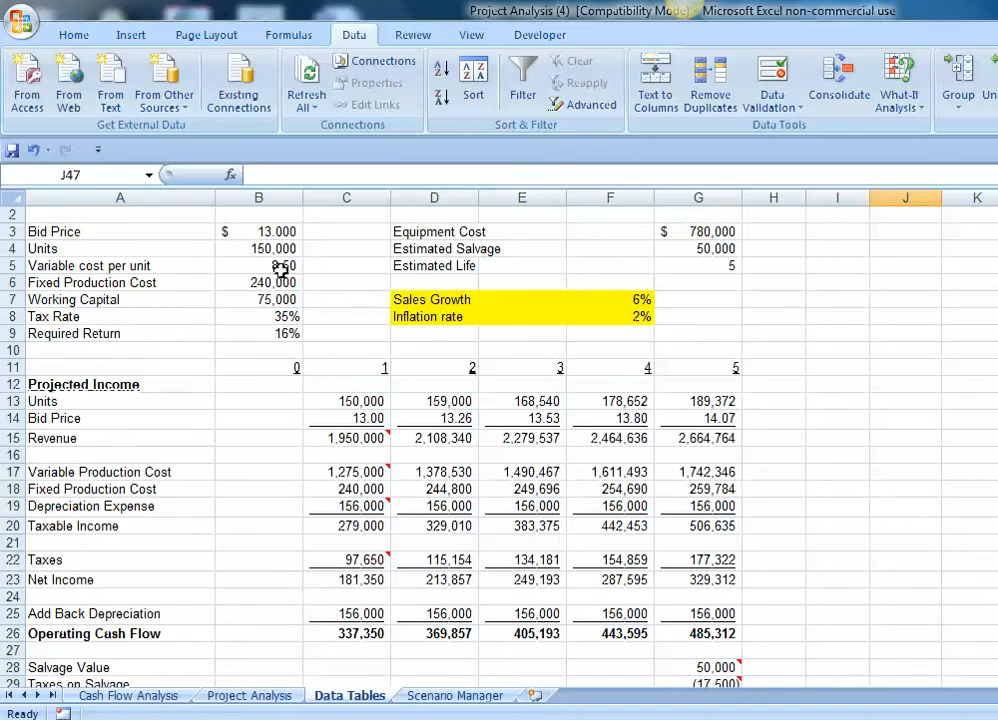 Project Analysis (4) [Compatibility Mode] - Microsoft Excel non-commercial use
Home Insert Page Layout Formulas Data Review View Developer
From Access From Web From Text From Other Sources Existing Connections Refresh All Connections Properties Edit Links Sort Filter Clear Reapply Advanced Text to Columns Remove Duplicates Data Validation Consolidate What-If Analysis Group
Get External Data Connections Sort & Filter Data Tools
J47 fx
A B C D E F G H I J K
2
3 Bid Price $ 13.000 Equipment Cost $ 780,000
4 Units 150,000 Estimated Salvage 50,000
5 Variable cost per unit Estimated Life 5
6 Fixed Production Cost 240,000
7 Working Capital 75,000 Sales Growth 6%
8 Tax Rate 35% Inflation rate 2%
9 Required Return 16%
10
11 0 1 2 3 4 5
12 Projected Income
13 Units 150,000 159,000 168,540 178,652 189,372
14 Bid Price 13.00 13.26 13.53 13.80 14.07
15 Revenue 1,950,000 2,108,340 2,279,537 2,464,636 2,664,764
16
17 Variable Production Cost 1,275,000 1,378,530 1,490,467 1,611,493 1,742,346
18 Fixed Production Cost 240,000 244,800 249,696 254,690 259,784
19 Depreciation Expense 156,000 156,000 156,000 156,000 156,000
20 Taxable Income 279,000 329,010 383,375 442,453 506,635
21
22 Taxes 97,650 115,154 134,181 154,859 177,322
23 Net Income 181,350 213,857 249,193 287,595 329,312
24
25 Add Back Depreciation 156,000 156,000 156,000 156,000 156,000
26 Operating Cash Flow 337,350 369,857 405,193 443,595 485,312
27
28 Salvage Value 50,000
29 Taxes on Salvage (17,500)
Cash Flow Analysis Project Analysis Data Tables Scenario Manager
Ready